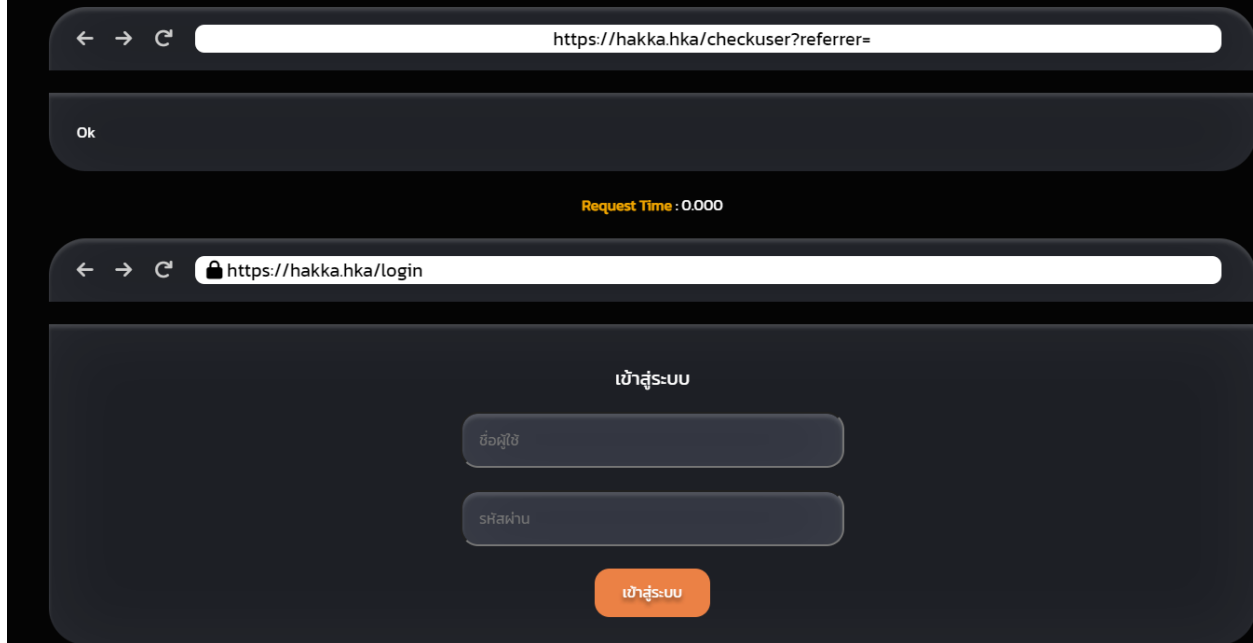 https://hakka.hka/checkuser?referrer=
Ok
Request Time : 0.000
https://hakka.hka/login
เข้าสู่ระบบ
ชื่อผู้ใช้
รหัสผ่าน
เข้าสู่ระบบ